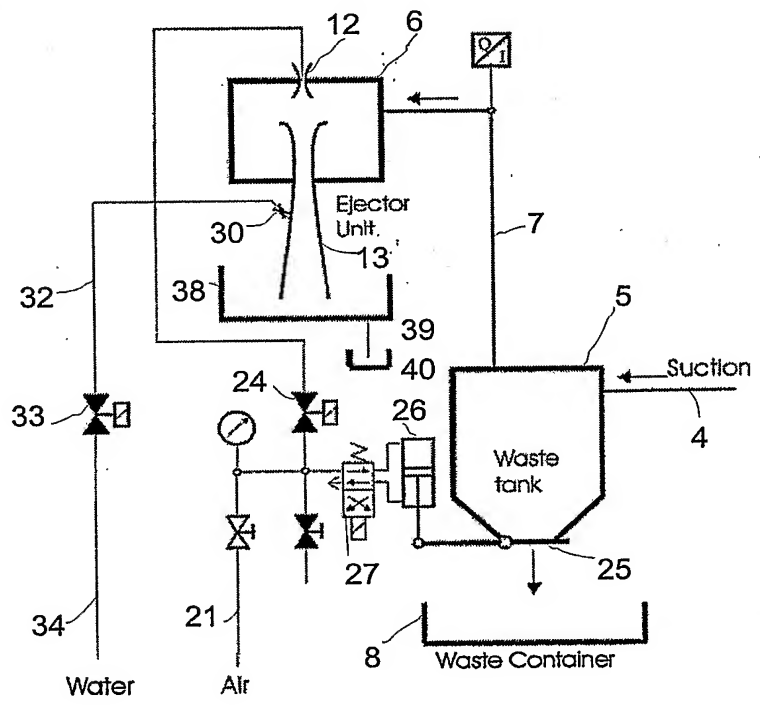 12
6
Q
I
30
Ejector
Unit.
13
7
32
38
39
40
5
Suction
4
24
33
26
Waste
tank
27
25
34
21
8
Waste Container
Water
Air